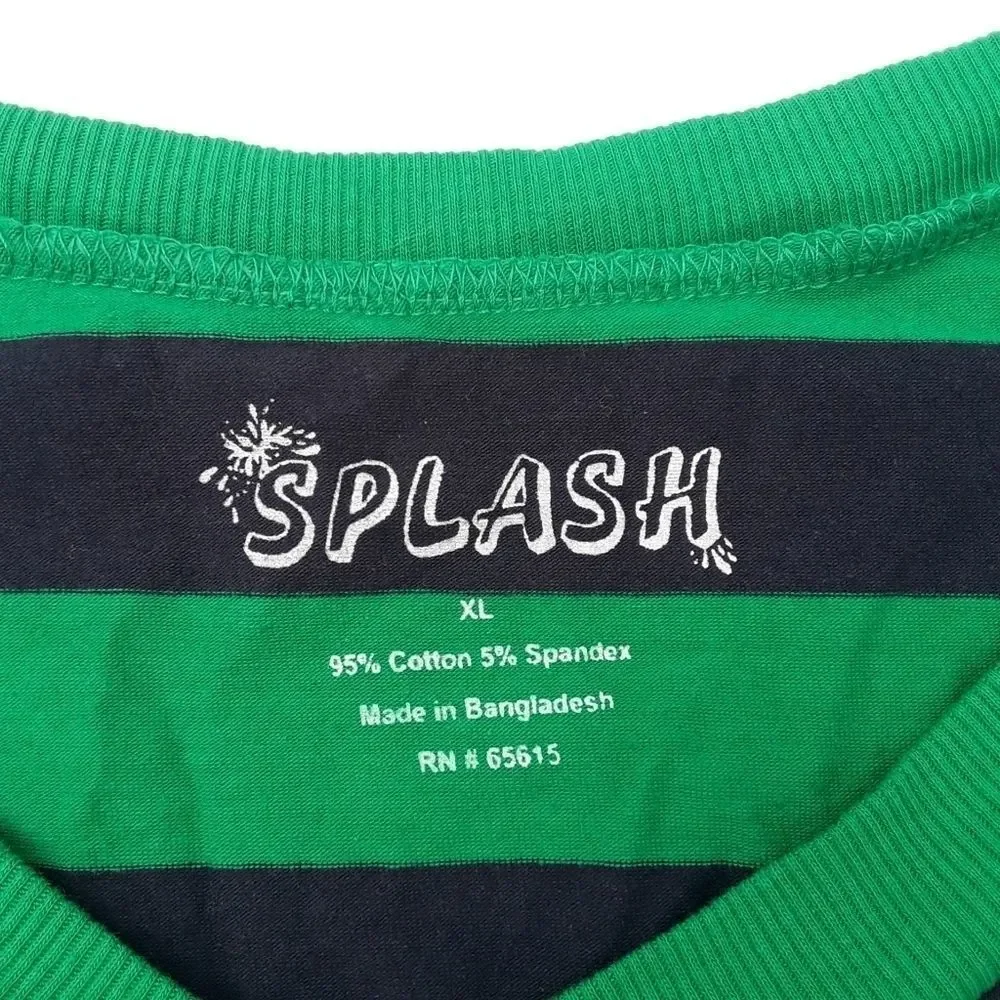 SPLASH
XL
95% Cotton 5% Spandex
Made in Bangladesh
RN # 65615